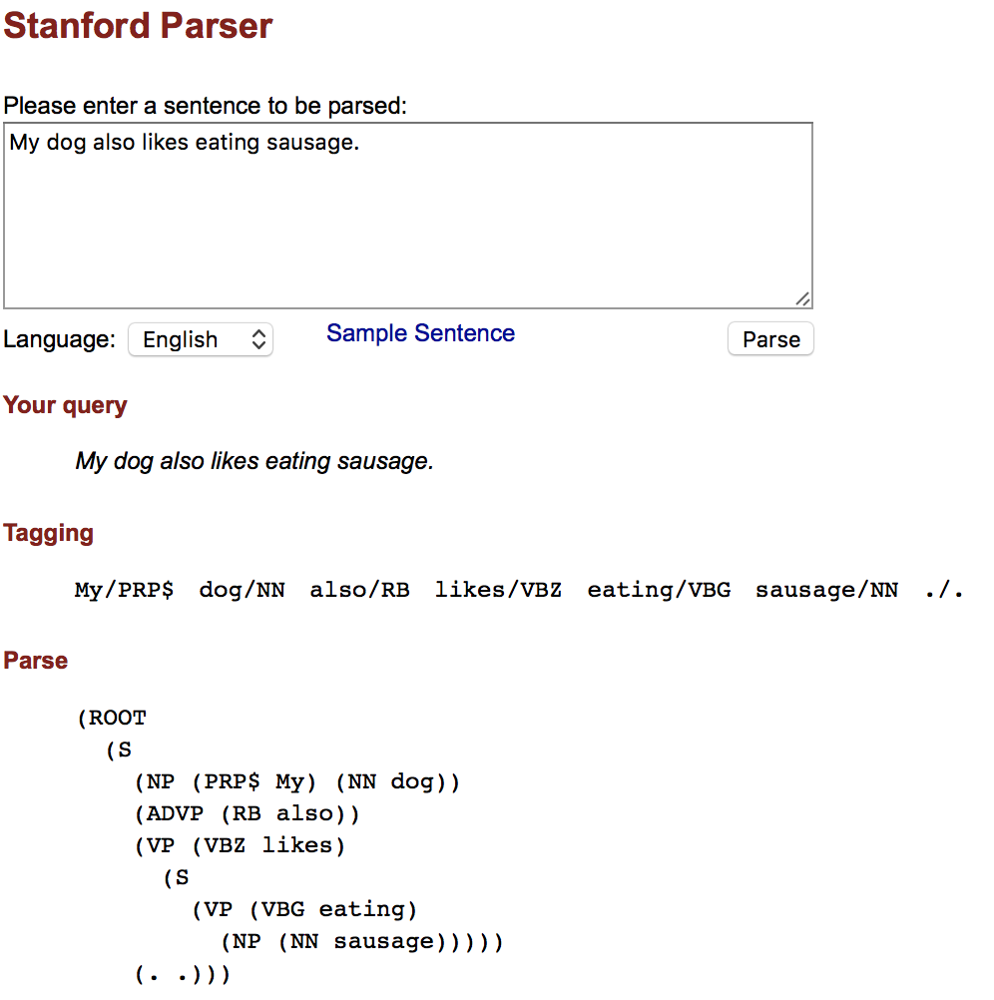 Stanford Parser
Please enter a sentence to be parsed:
My dog also likes eating sausage.
Language: English Sample Sentence Parse
Your query
My dog also likes eating sausage.
Tagging
My/PRP$ dog/NN also/RB likes/VBZ eating/VBG sausage/NN ./.
Parse
(ROOT
(S
(NP (PRP$ My) (NN dog))
(ADVP (RB also))
(VP (VBZ likes)
(S
(VP (VBG eating)
(NP (NN sausage)))))
(. .)))